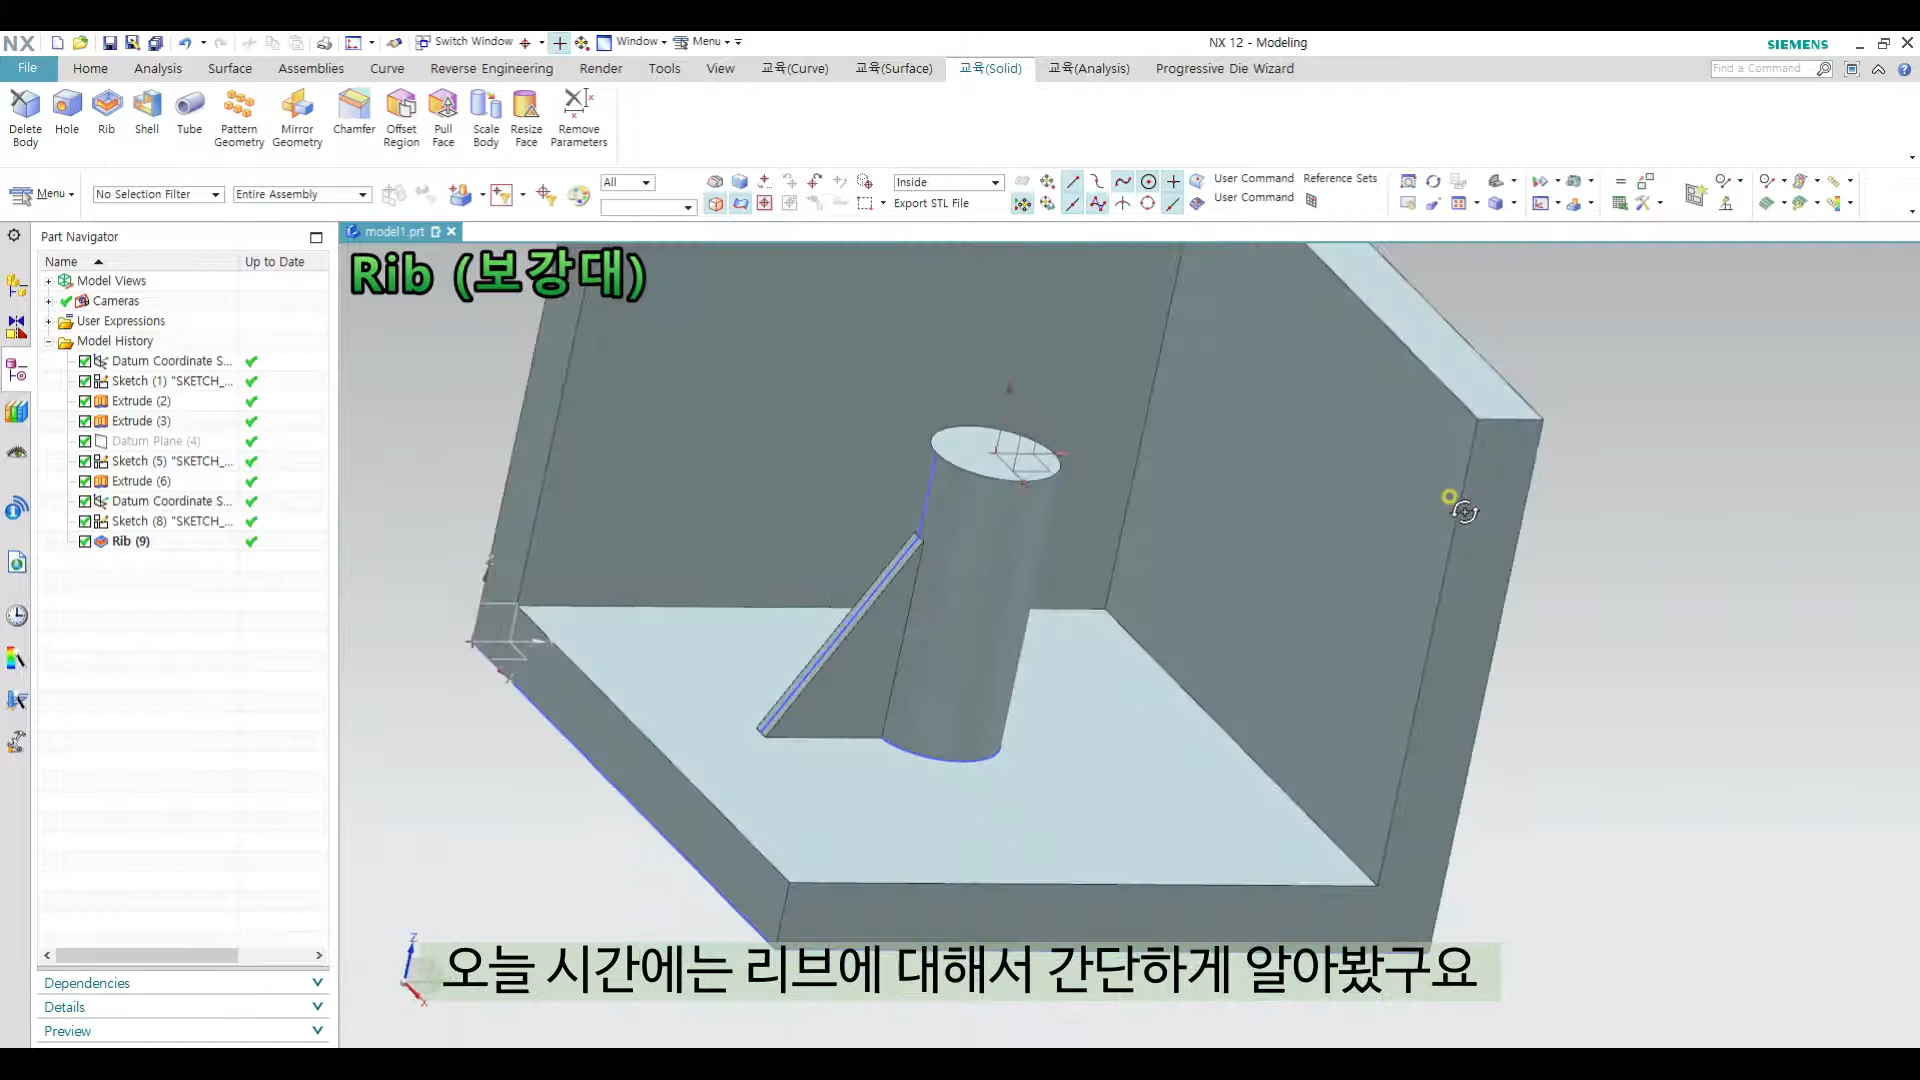 NX
Switch Window
Window
Menu
NX 12 - Modeling
SIEMENS
File
Home
Analysis
Surface
Assemblies
Curve
Reverse Engineering
Render
Tools
View
교육(Curve)
교육(Surface)
교육(Solid)
교육(Analysis)
Progressive Die Wizard
Find a Command
Delete Body
Hole
Rib
Shell
Tube
Pattern Geometry
Mirror Geometry
Chamfer
Offset Region
Pull Face
Scale Body
Resize Face
Remove Parameters
Menu
No Selection Filter
Entire Assembly
All
Inside
Export STL File
User Command
Reference Sets
User Command
Part Navigator
model1.prt
Name
Up to Date
Rib (보강대)
Model Views
Cameras
User Expressions
Model History
Datum Coordinate S...
Sketch (1) "SKETCH_...
Extrude (2)
Extrude (3)
Datum Plane (4)
Sketch (5) "SKETCH_...
Extrude (6)
Datum Coordinate S...
Sketch (8) "SKETCH_...
Rib (9)
Z
X
오늘 시간에는 리브에 대해서 간단하게 알아봤구요
Dependencies
Details
Preview